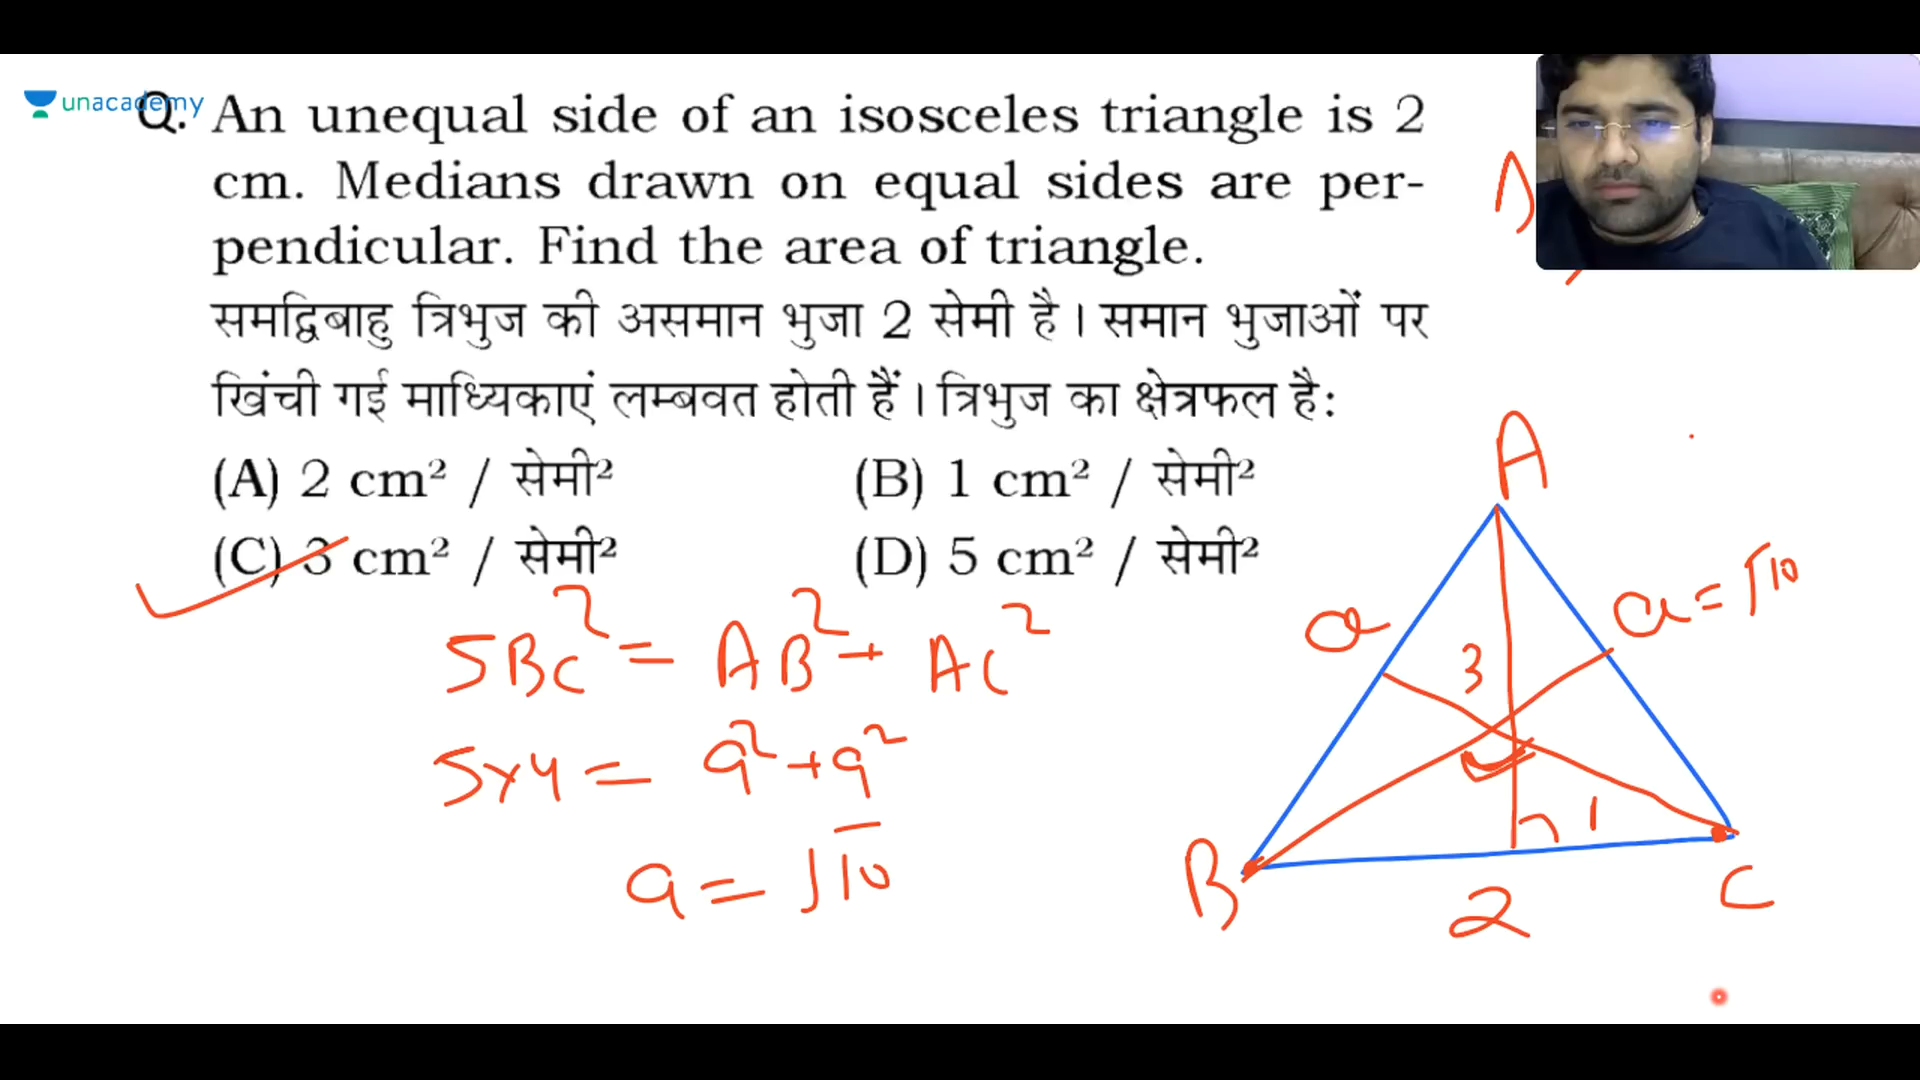 unacademy
Q. An unequal side of an isosceles triangle is 2
cm. Medians drawn on equal sides are per-
pendicular. Find the area of triangle.
समद्विबाहु त्रिभुज की असमान भुजा 2 सेमी है। समान भुजाओं पर
खिंची गई माध्यिकाएं लम्बवत होती हैं। त्रिभुज का क्षेत्रफल है:
(A) 2 cm² / सेमी² (B) 1 cm² / सेमी²
(C) 3 cm² / सेमी² (D) 5 cm² / सेमी²
5BC² = AB² + AC²
5×4 = a² + a²
a = √10
A
a
a = √10
3
1
B
2
C